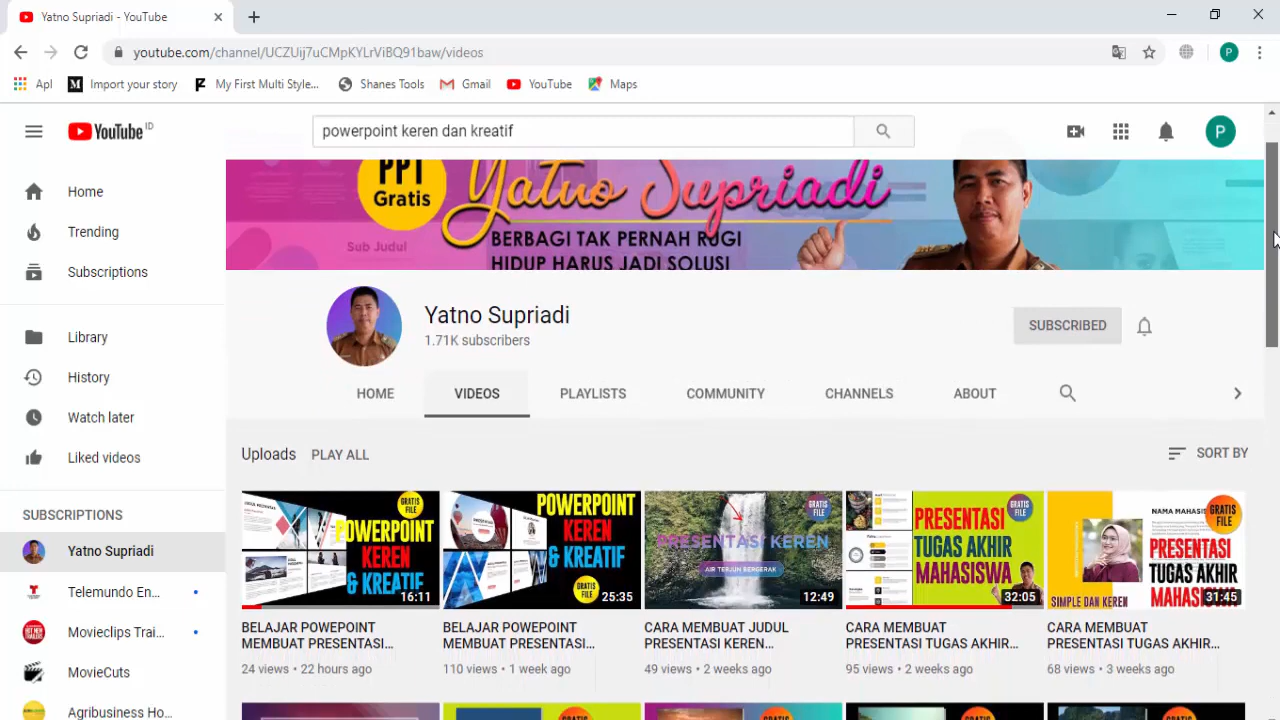 Yatno Supriadi - YouTube
youtube.com/channel/UCZUij7uCMpKYLrViBQ91baw/videos
P
Apl
Import your story
My First Multi Style...
Shanes Tools
Gmail
YouTube
Maps
YouTube ID
powerpoint keren dan kreatif
P
Home
Trending
Subscriptions
Library
History
Watch later
Liked videos
SUBSCRIPTIONS
Yatno Supriadi
Telemundo En...
Movieclips Trai...
MovieCuts
Agribusiness Ho...
PPT
Gratis
Yatno Supriadi
Sub Judul
BERBAGI TAK PERNAH RUGI
HIDUP HARUS JADI SOLUSI
Yatno Supriadi
1.71K subscribers
SUBSCRIBED
HOME
VIDEOS
PLAYLISTS
COMMUNITY
CHANNELS
ABOUT
Uploads
PLAY ALL
SORT BY
GRATIS
FILE
POWERPOINT
KEREN
& KREATIF
16:11
BELAJAR POWEPOINT
MEMBUAT PRESENTASI...
24 views • 22 hours ago
POWERPOINT
KEREN
& KREATIF
GRATIS
FILE
25:35
BELAJAR POWEPOINT
MEMBUAT PRESENTASI...
110 views • 1 week ago
GRATIS
FILE
PRESENTASI KEREN
AIR TERJUN BERGERAK
12:49
CARA MEMBUAT JUDUL
PRESENTASI KEREN...
49 views • 2 weeks ago
GRATIS
FILE
PRESENTASI
TUGAS AKHIR
MAHASISWA
32:05
CARA MEMBUAT
PRESENTASI TUGAS AKHIR...
95 views • 2 weeks ago
NAMA MAHASIS
GRATIS
FILE
PRESENTASI
TUGAS AKHIR
MAHASIS
SIMPLE DAN KEREN
31:45
CARA MEMBUAT
PRESENTASI TUGAS AKHIR...
68 views • 3 weeks ago